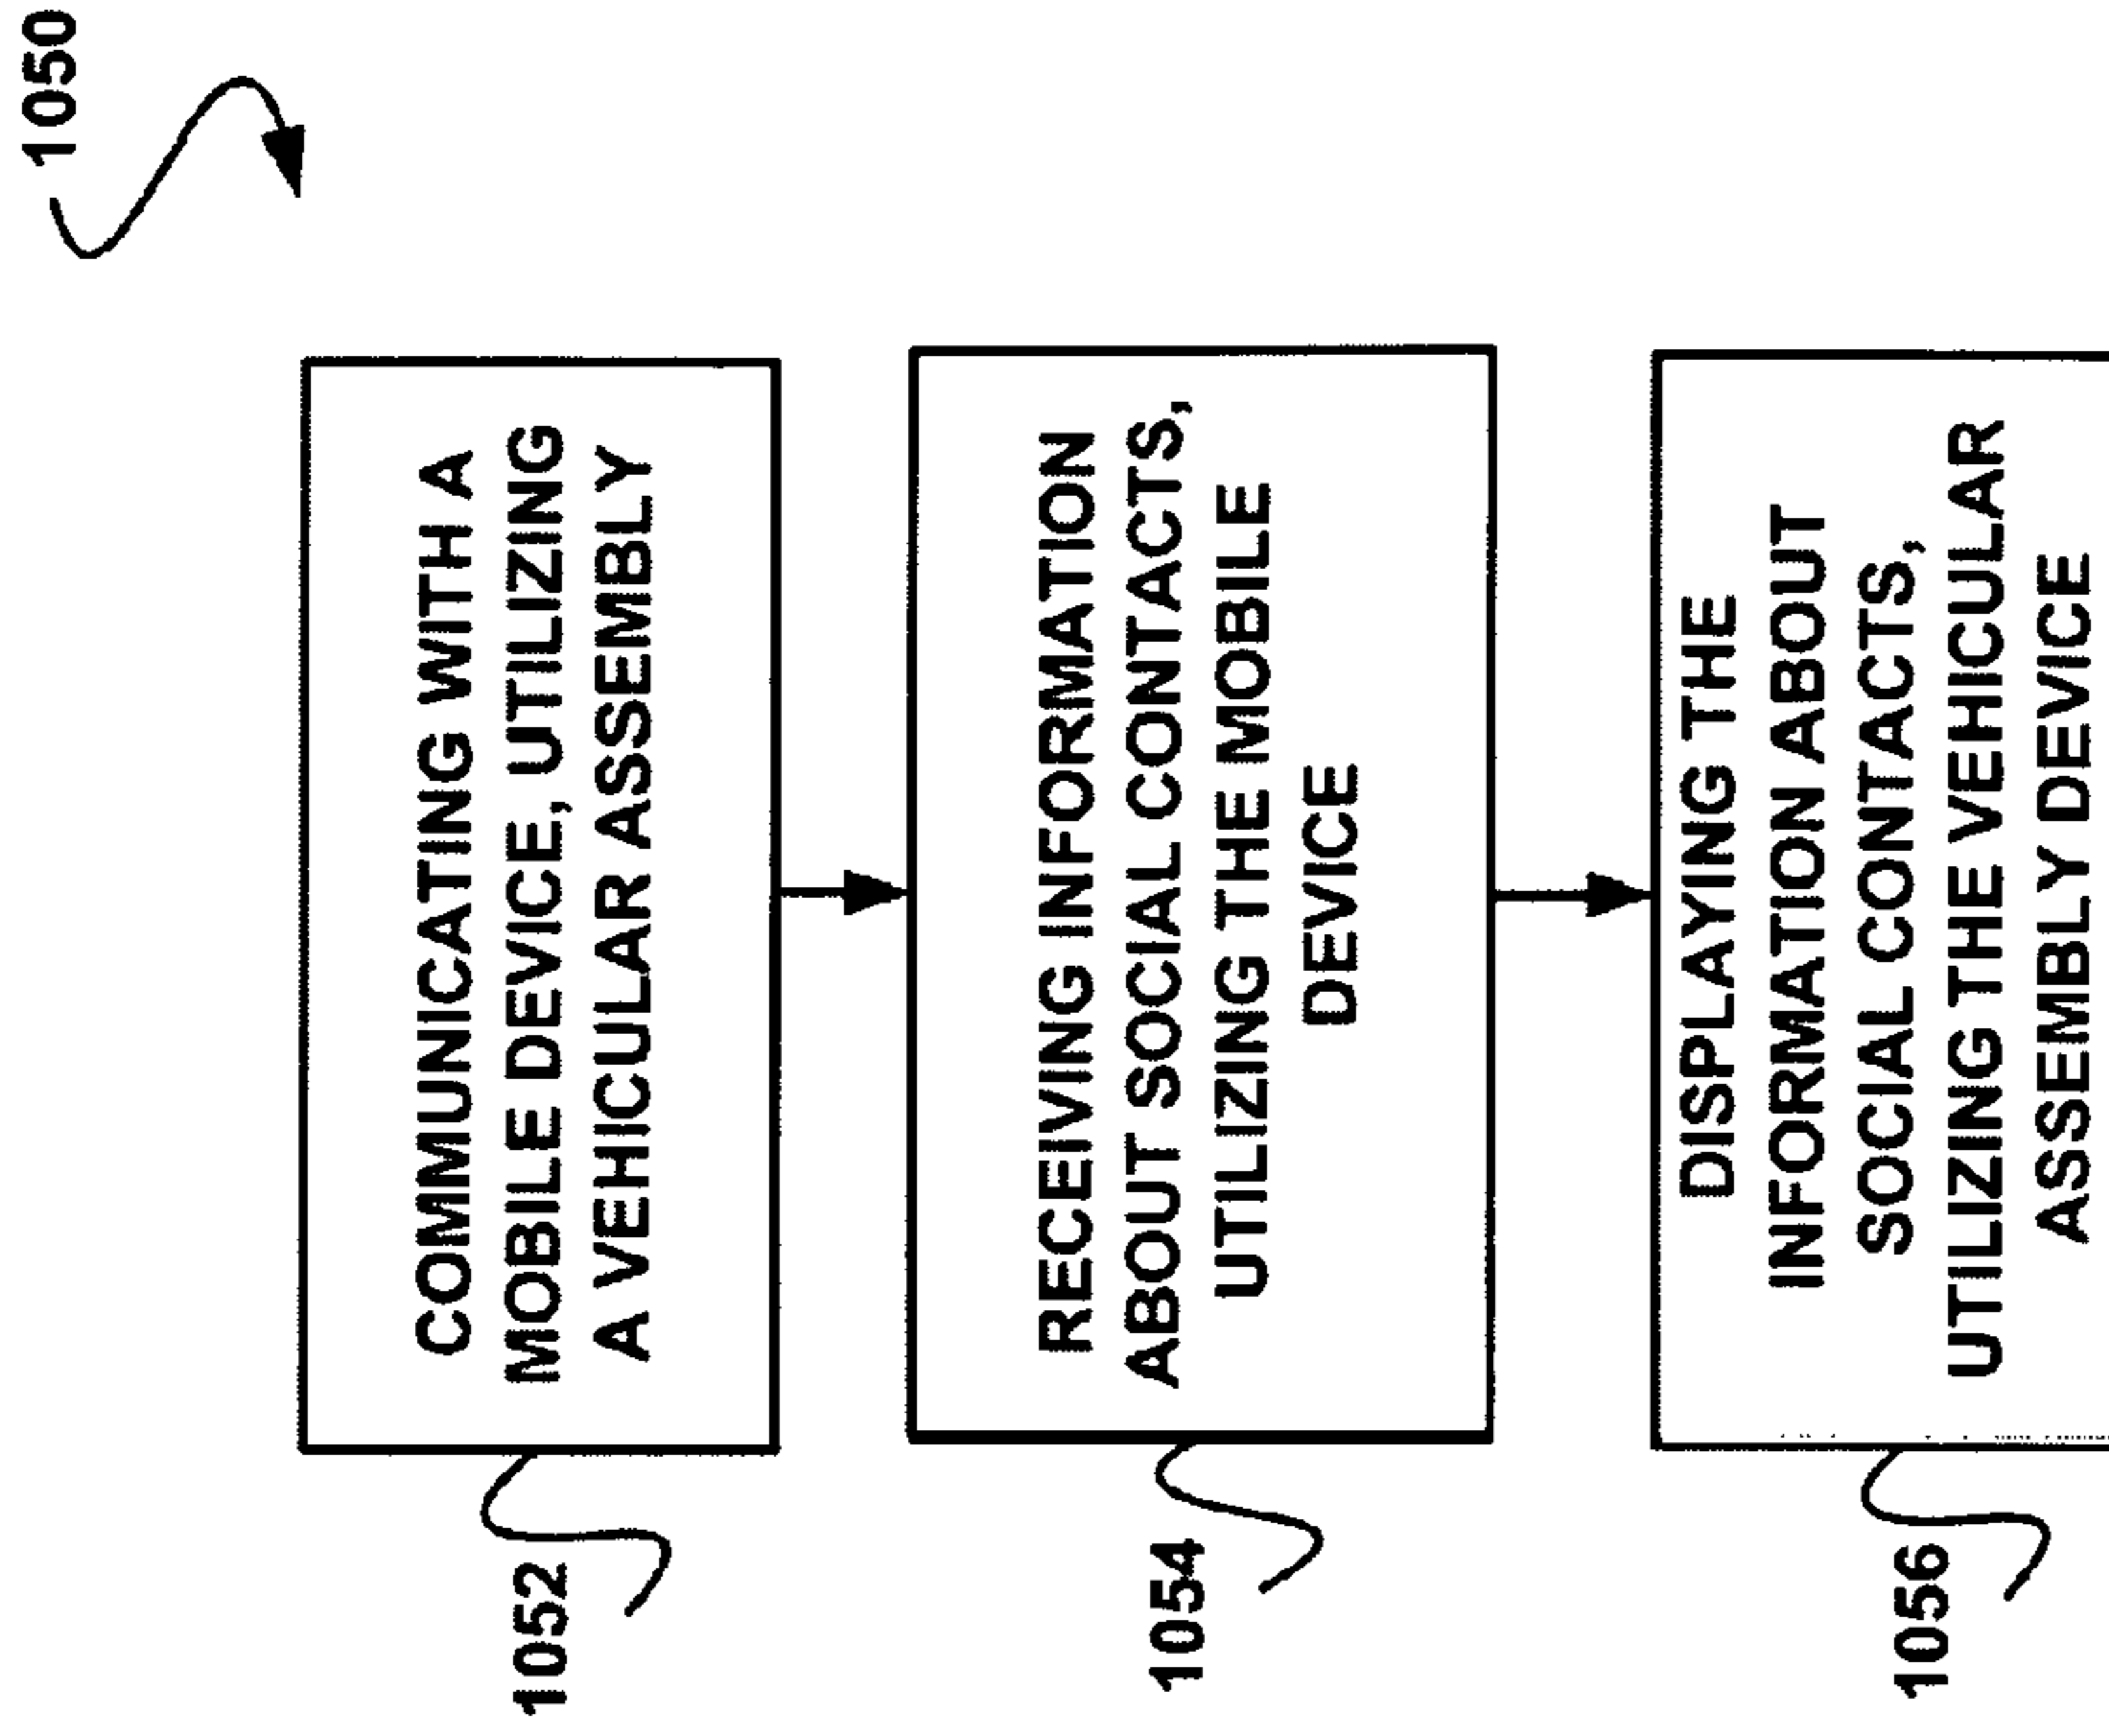 1050
COMMUNICATING WITH A
MOBILE DEVICE, UTILIZING
A VEHICULAR ASSEMBLY
1052
RECEIVING INFORMATION
ABOUT SOCIAL CONTACTS,
UTILIZING THE MOBILE
DEVICE
1054
DISPLAYING THE
INFORMATION ABOUT
SOCIAL CONTACTS,
UTILIZING THE VEHICULAR
ASSEMBLY DEVICE
1056